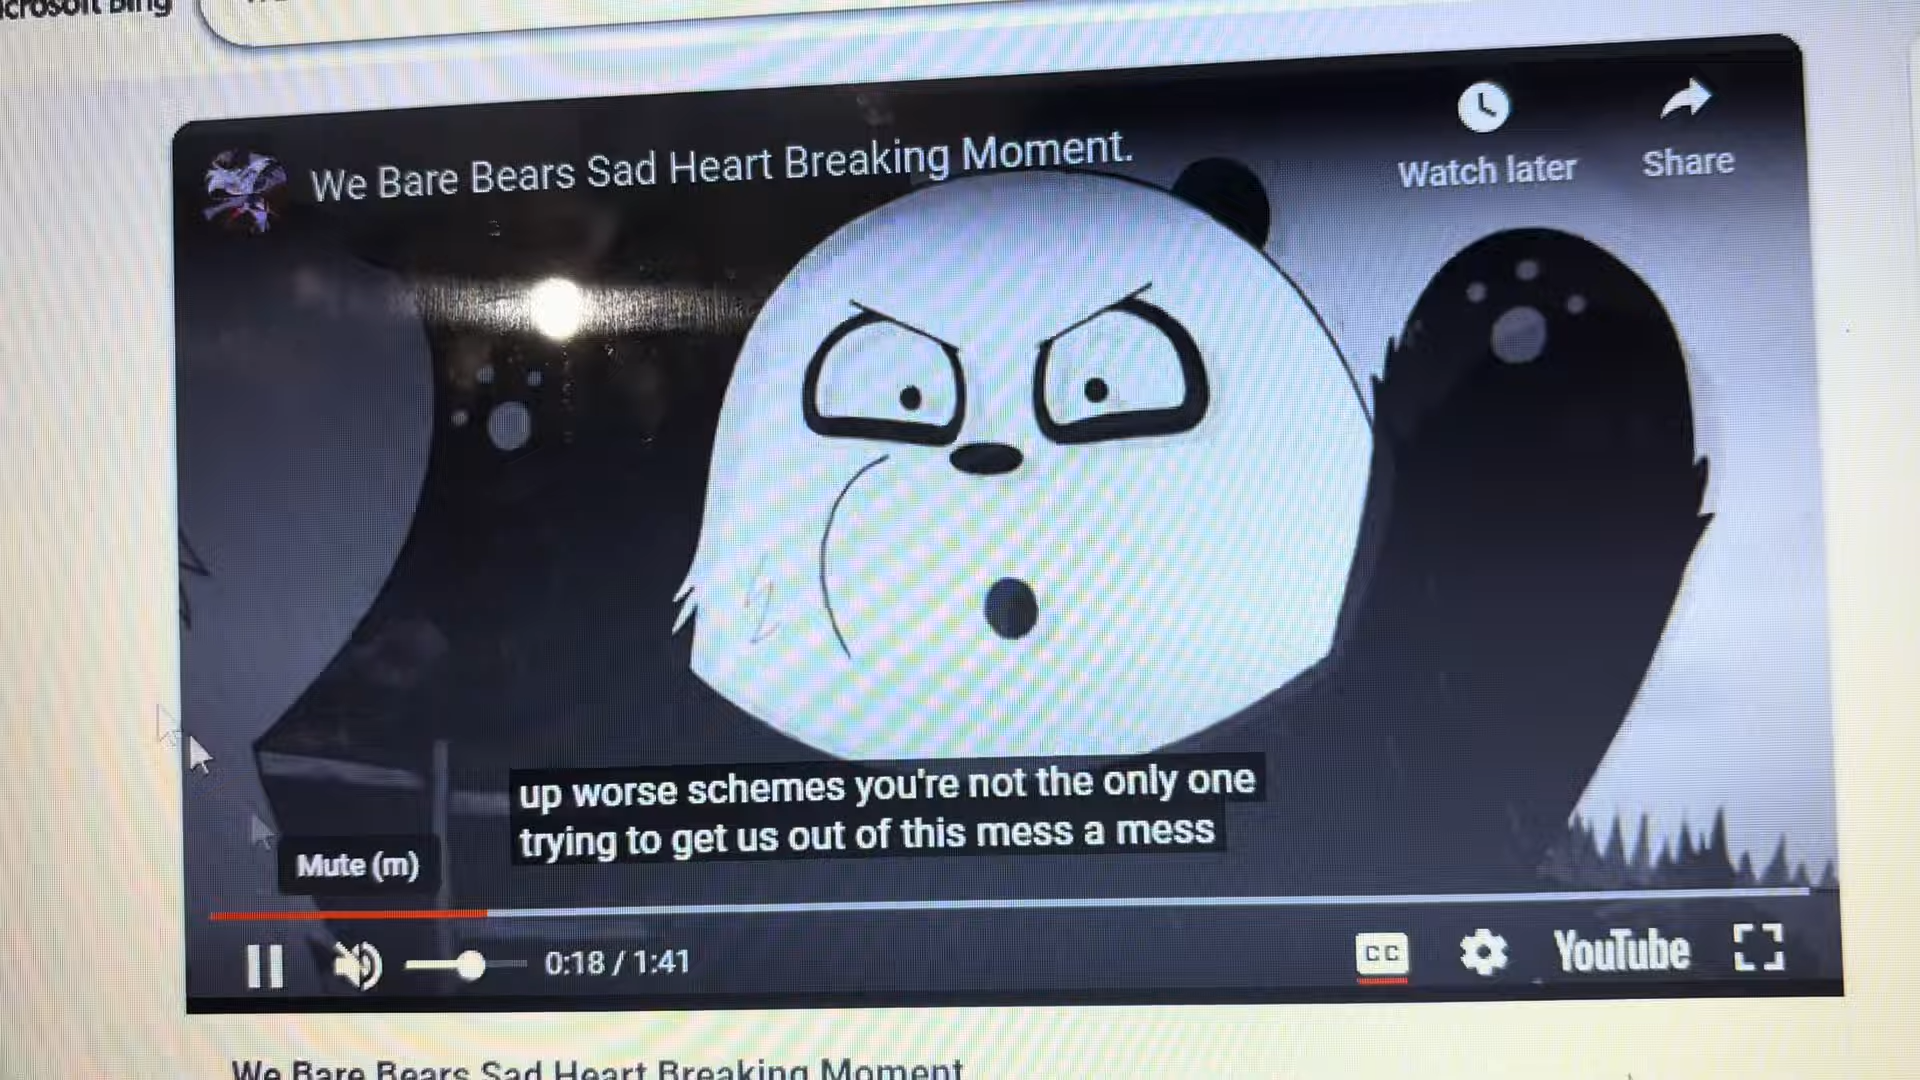 We Bare Bears Sad Heart Breaking Moment.
Watch later
Share
up worse schemes you're not the only one
trying to get us out of this mess a mess
Mute (m)
0:18 / 1:41
CC
YouTube
We Bare Bears Sad Heart Breaking Moment